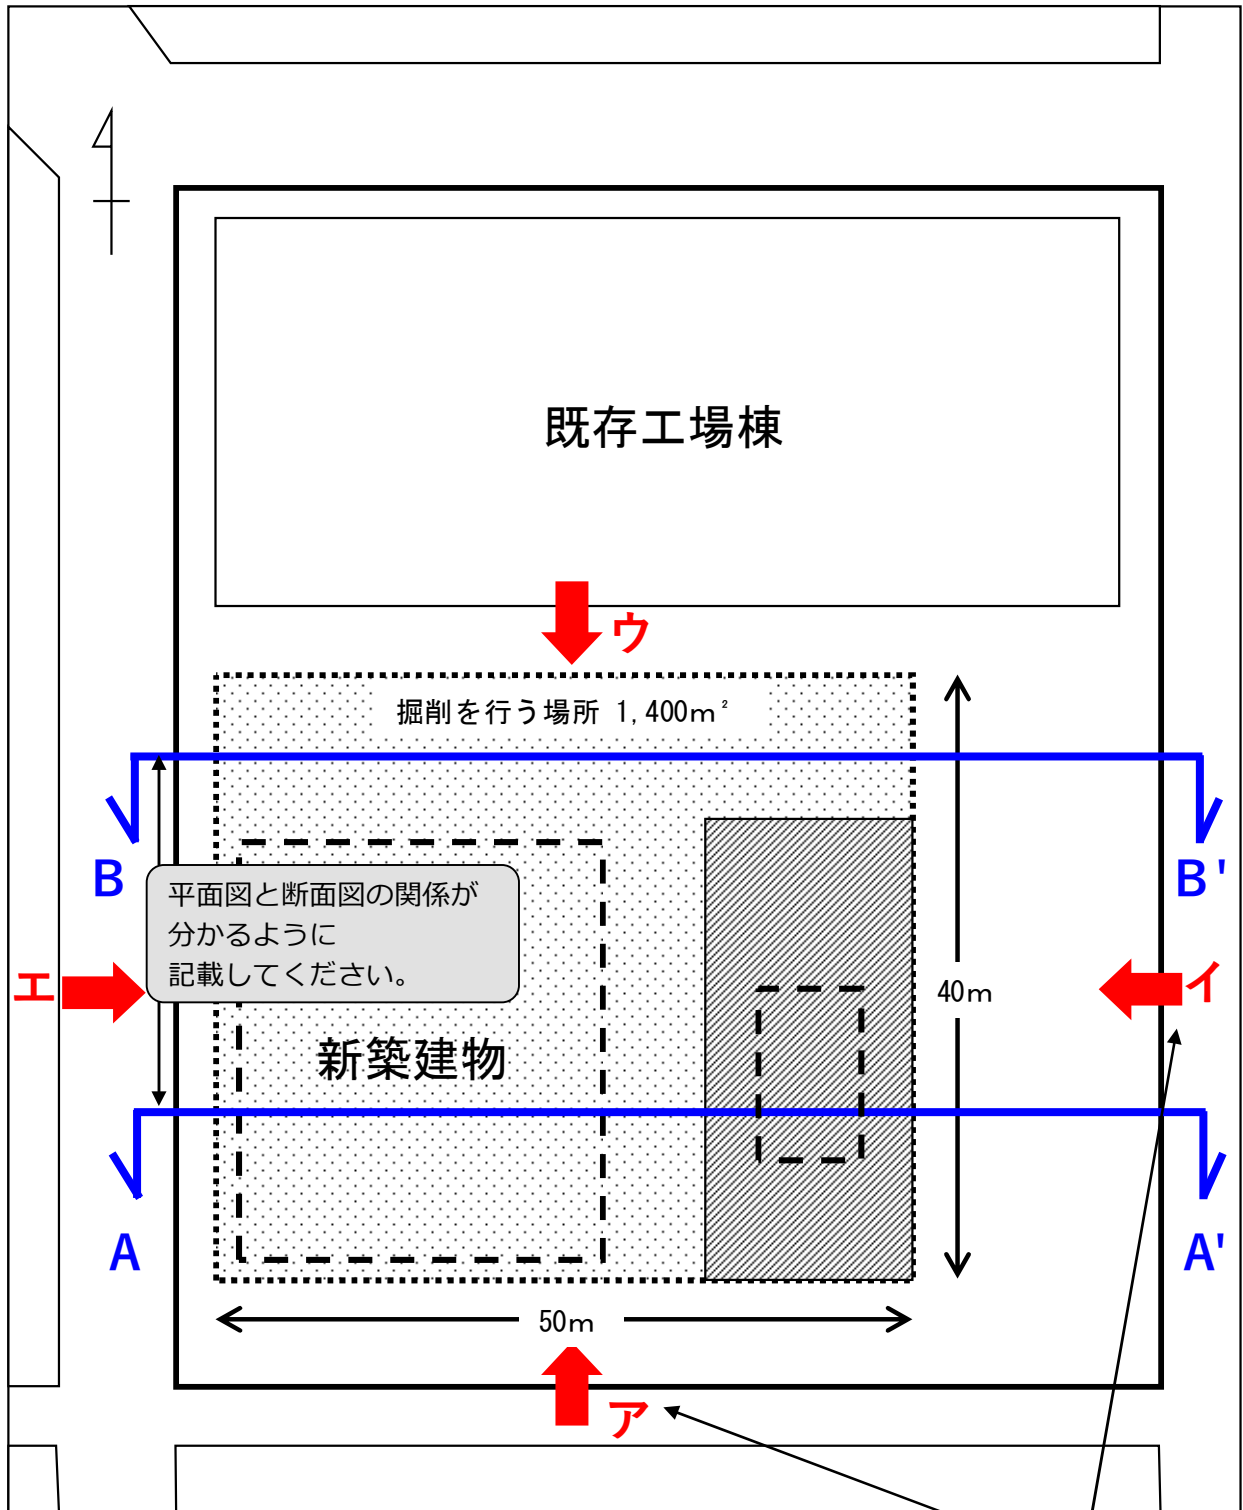 既存工場棟
ウ
掘削を行う場所 1,400m²
B
B'
平面図と断面図の関係が
分かるように
記載してください。
エ
イ
40m
新築建物
A
A'
50m
ア